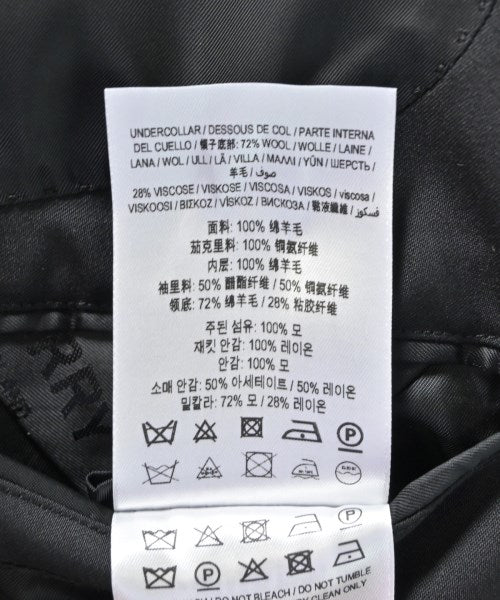 UNDERCOLLAR / DESSOUS DE COL / PARTE INTERNA
DEL CUELLO / 领子底部: 72% WOOL / WOLLE / LAINE /
LANA / WOL / ULL / LÃ / VILLA / ΜΑΛΛΙ / YÜN / ШЕРСТЬ /
羊毛 / صوف
28% VISCOSE / VISKOSE / VISCOSA / VISKOS / viscosa /
VISKOOSI / ΒΙΣΚΟΖ / VİSKOZ / ВИСКОЗА / 黏液纖維 / فسكوز
面料: 100% 绵羊毛
茄克里料: 100% 铜氨纤维
内层: 100% 绵羊毛
袖里料: 50% 醋酯纤维 / 50% 铜氨纤维
领底: 72% 绵羊毛 / 28% 粘胶纤维
주된 섬유: 100% 모
재킷 안감: 100% 레이온
안감: 100% 모
소매 안감: 50% 아세테이트 / 50% 레이온
밑칼라: 72% 모 / 28% 레이온
P
P
P
DO NOT BLEACH / DO NOT TUMBLE
CLEAN ONLY